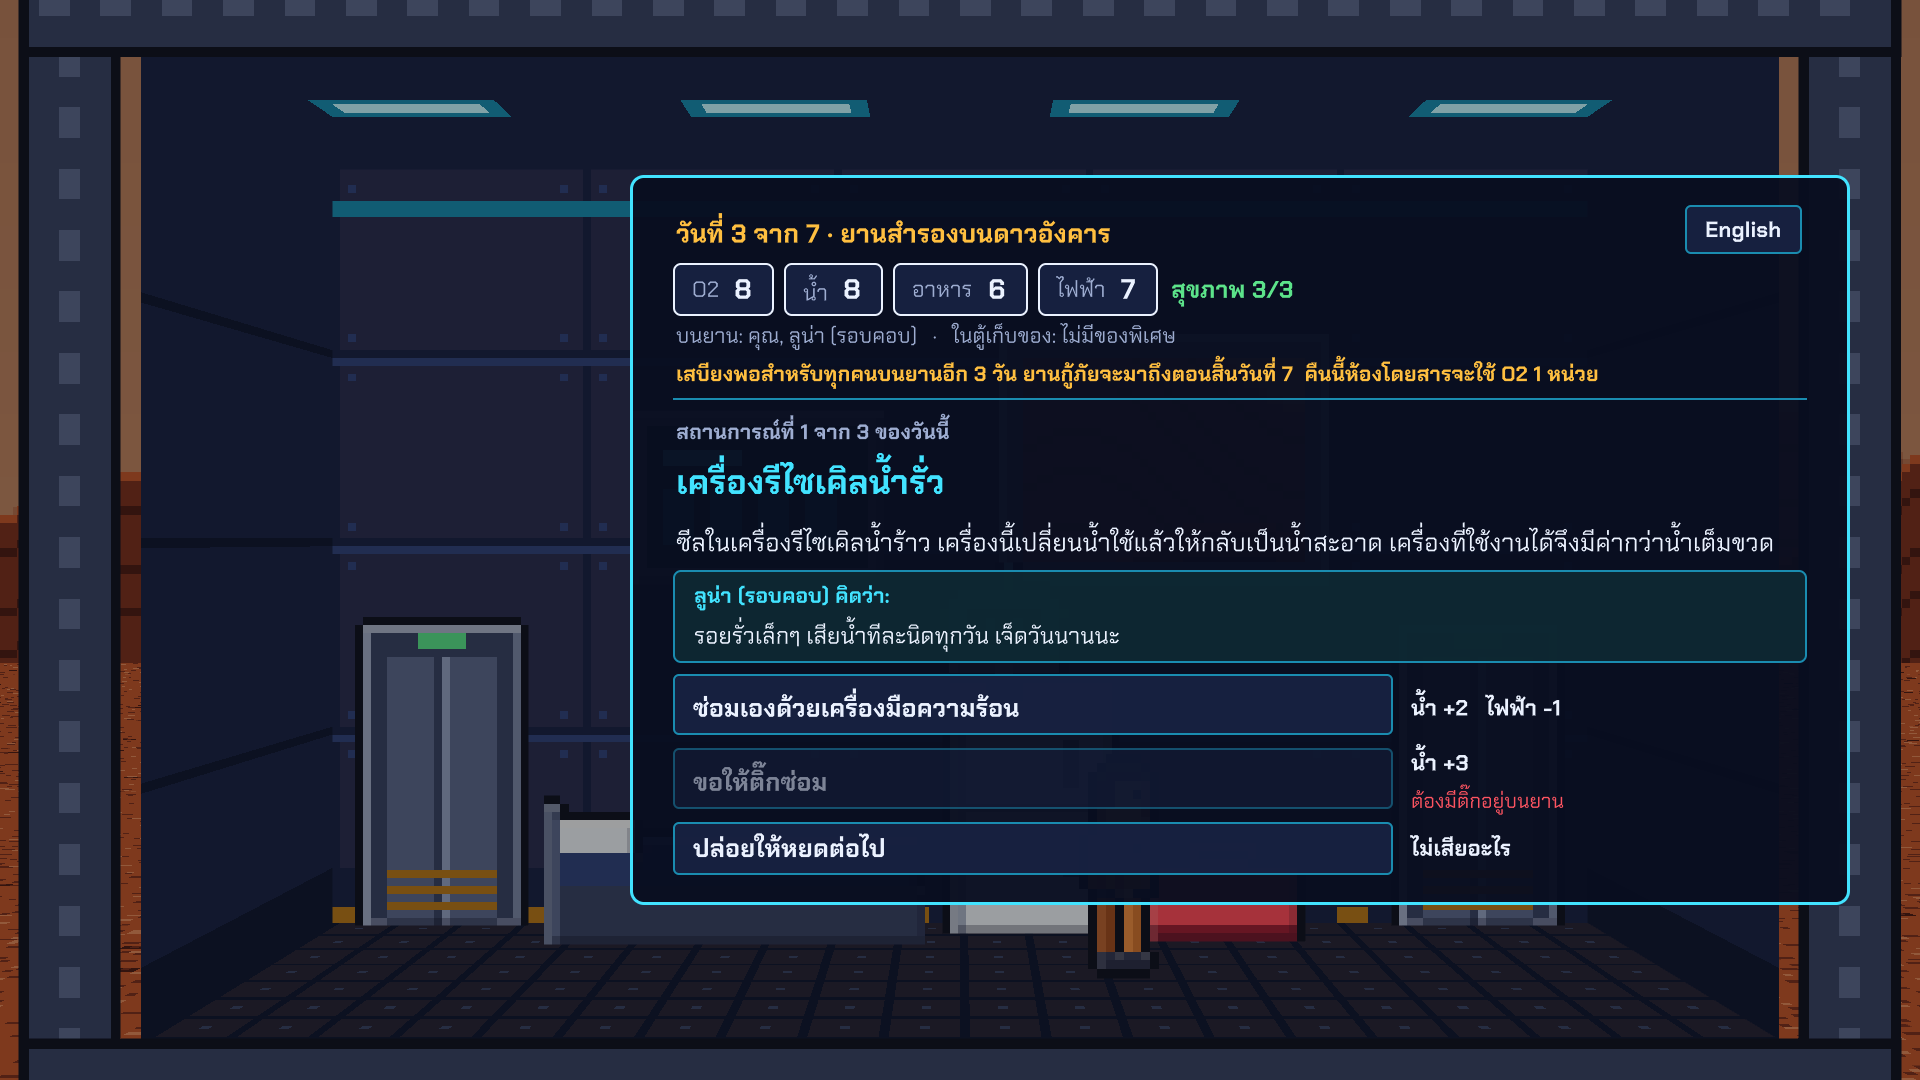 วันที่ 3 จาก 7 · ยานสำรองบนดาวอังคาร
English
O2 8 น้ำ 8 อาหาร 6 ไฟฟ้า 7 สุขภาพ 3/3
บนยาน: คุณ, ลูน่า (รอบคอบ) · ในตู้เก็บของ: ไม่มีของพิเศษ
เสบียงพอสำหรับทุกคนบนยานอีก 3 วัน ยานกู้ภัยจะมาถึงตอนสิ้นวันที่ 7 คืนนี้ห้องโดยสารจะใช้ O2 1 หน่วย
สถานการณ์ที่ 1 จาก 3 ของวันนี้
เครื่องรีไซเคิลน้ำรั่ว
ซีลในเครื่องรีไซเคิลน้ำร้าว เครื่องนี้เปลี่ยนน้ำใช้แล้วให้กลับเป็นน้ำสะอาด เครื่องที่ใช้งานได้จึงมีค่ากว่าน้ำเต็มขวด
ลูน่า (รอบคอบ) คิดว่า:
รอยรั่วเล็กๆ เสียน้ำทีละนิดทุกวัน เจ็ดวันนานนะ
ซ่อมเองด้วยเครื่องมือความร้อน
น้ำ +2 ไฟฟ้า -1
ขอให้ติ๊กซ่อม
น้ำ +3
ต้องมีติ๊กอยู่บนยาน
ปล่อยให้หยดต่อไป
ไม่เสียอะไร